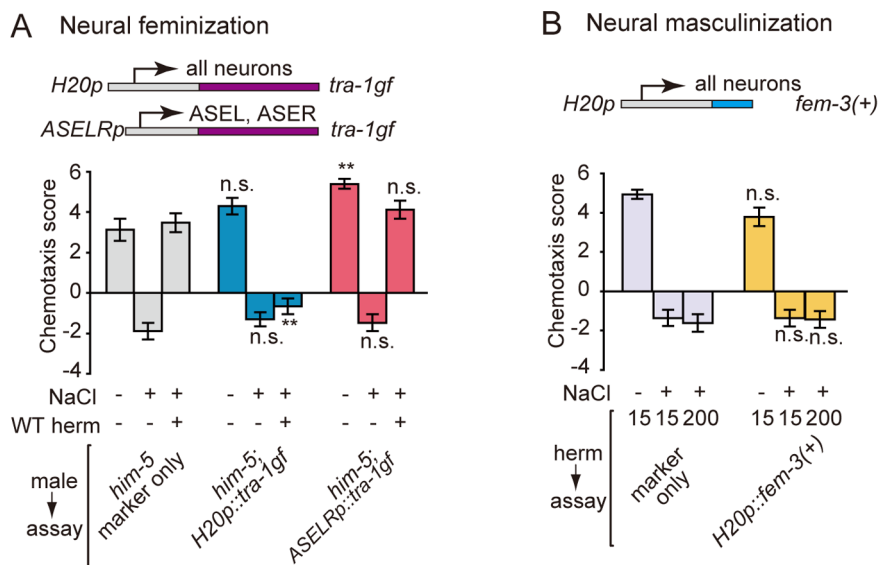 A Neural feminization
H20p all neurons tra-1gf
ASELRp ASEL, ASER tra-1gf
Chemotaxis score
6
4
2
0
-2
-4
n.s.
n.s.
**
**
n.s.
n.s.
NaCl - + + - + + - + +
WT herm - - + - - + - - +
male
assay
him-5
marker only
him-5;
H20p::tra-1gf
him-5;
ASELRp::tra-1gf
B Neural masculinization
H20p all neurons fem-3(+)
Chemotaxis score
6
4
2
0
-2
-4
n.s.
n.s. n.s.
NaCl - + + - + +
15 15 200 15 15 200
herm
assay
marker
only
H20p::fem-3(+)